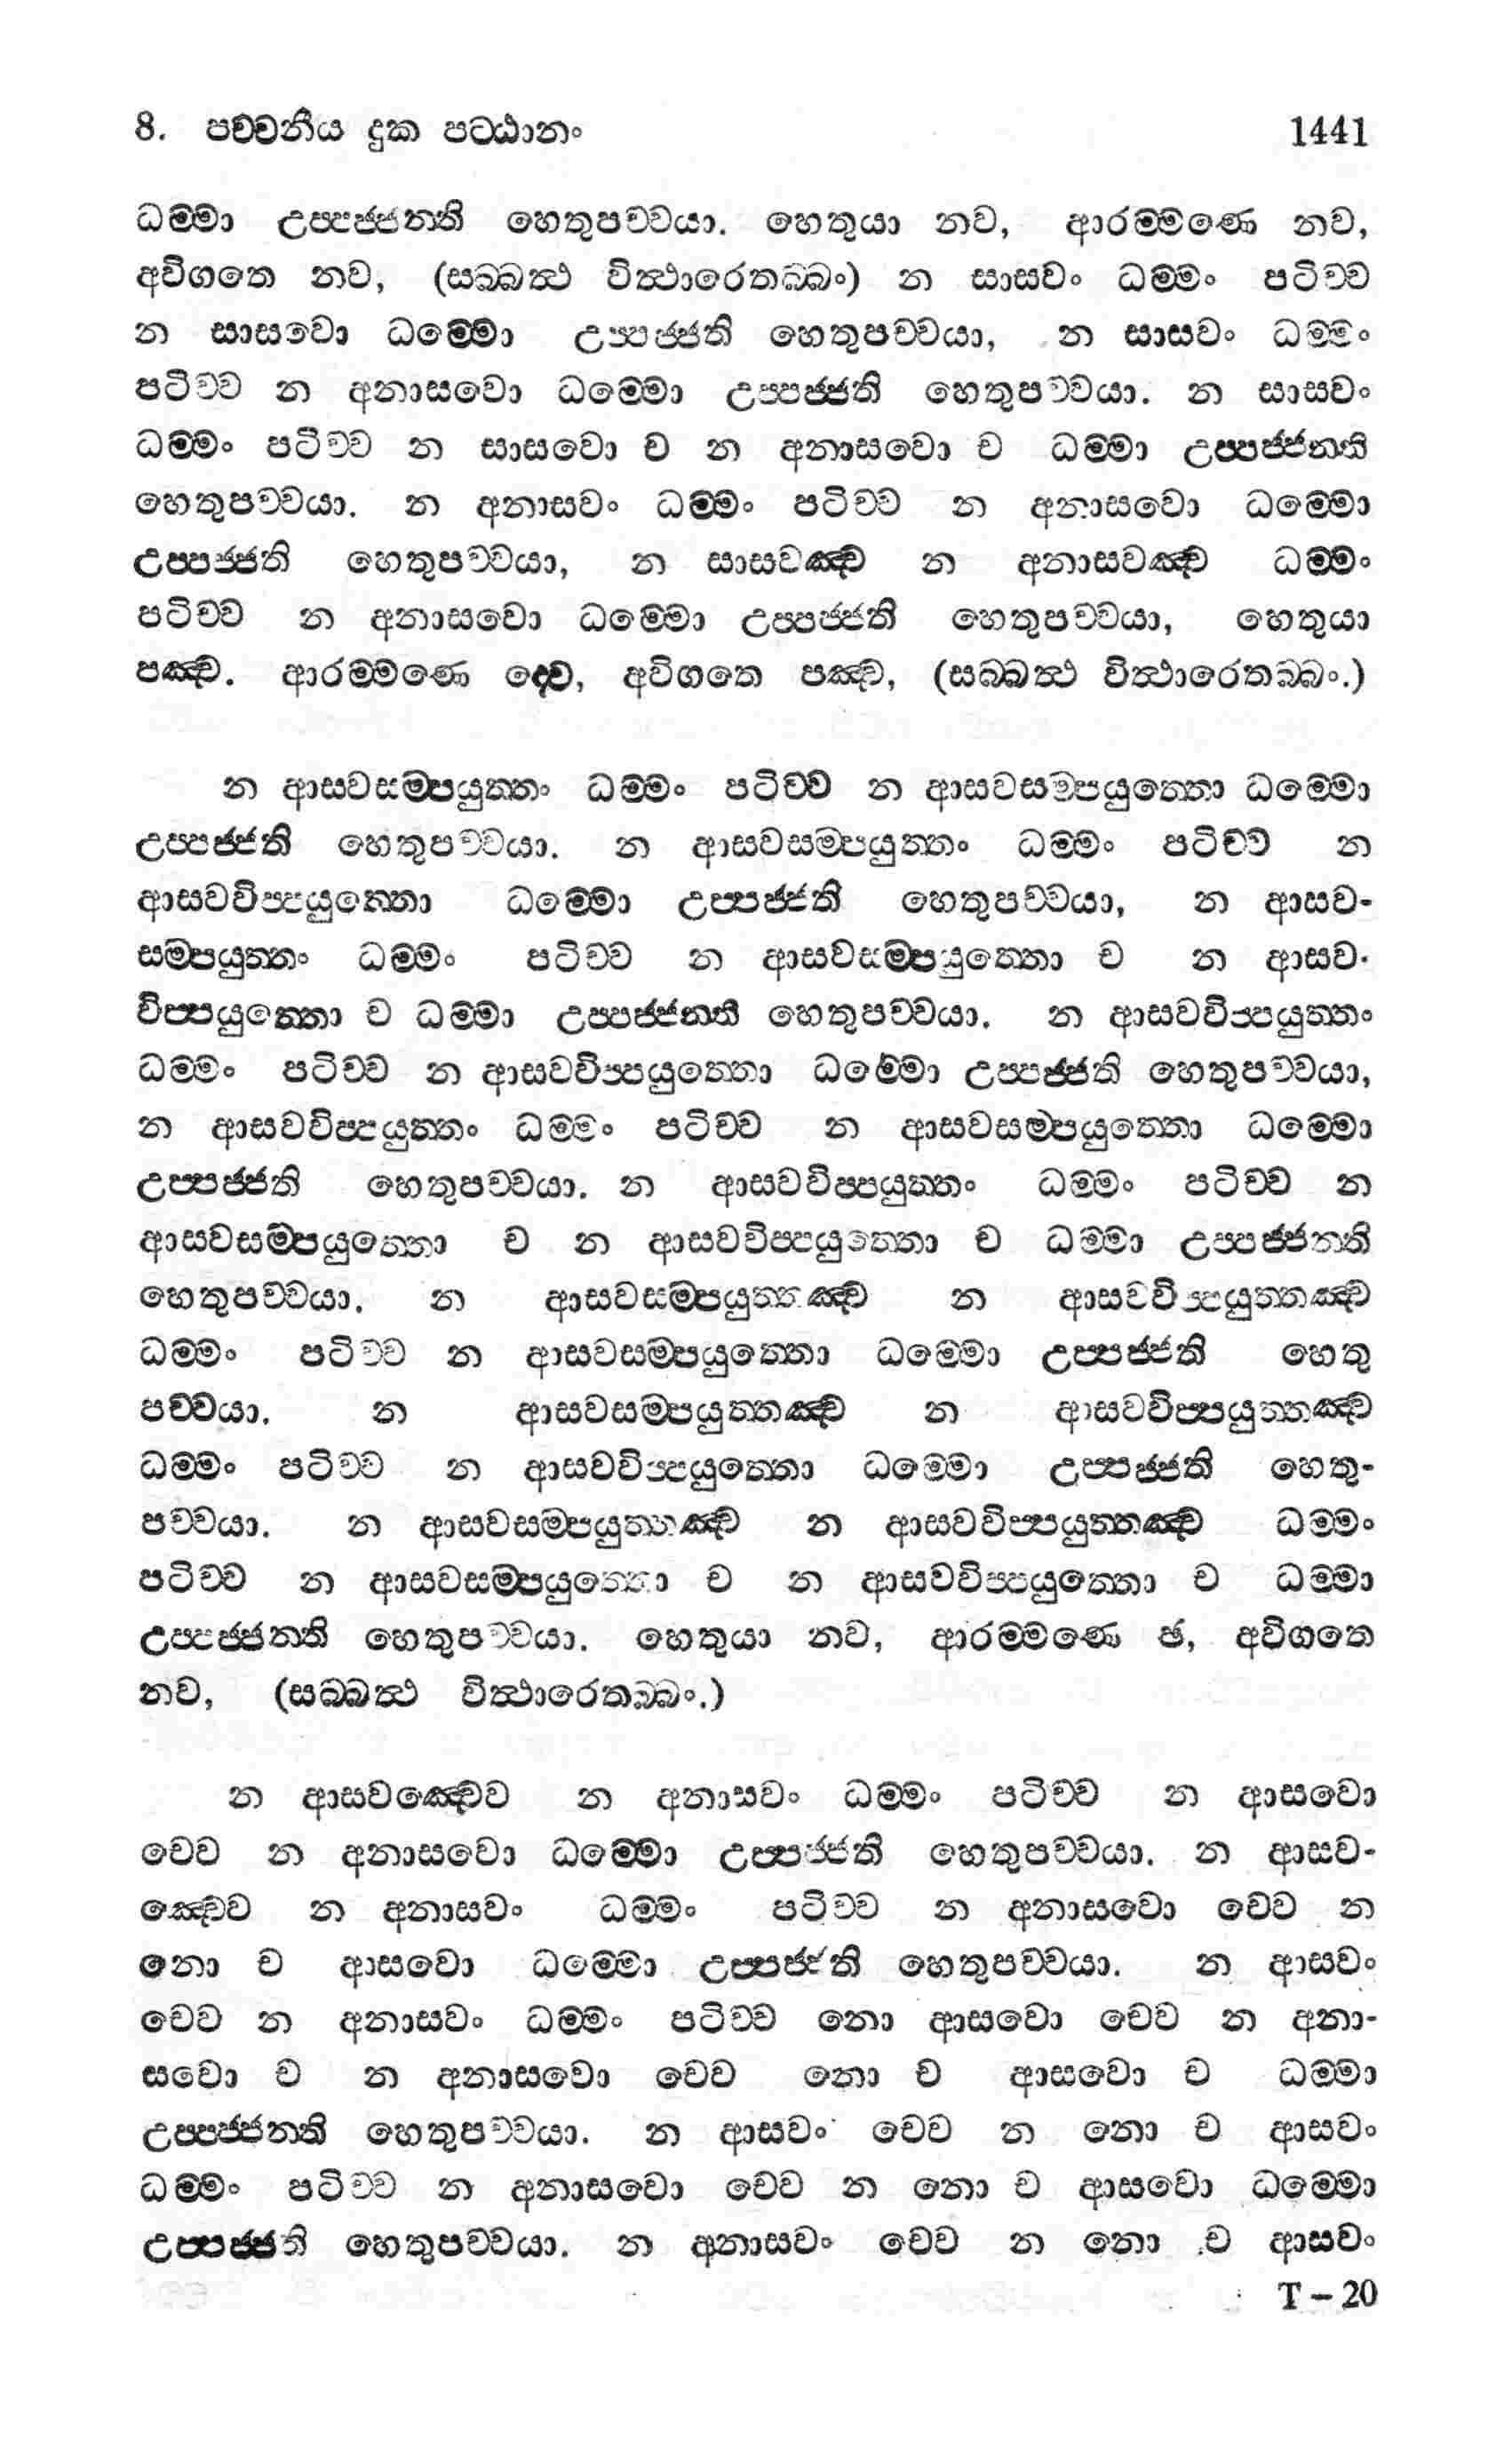 8. පච්චනීය දුක පට්ඨානං 1441
ධම්මා උප්පජ්ජන්ති හෙතුපච්චයා. හෙතුයා නව, ආරම්මණෙ නව,
අවිගතෙ නව, (සබ්බත්ථ විත්ථාරෙතබ්බං) න සාසවං ධම්මං පටිච්ච
න සාසවො ධම්මො උප්පජ්ජති හෙතුපච්චයා, න සාසවං ධම්මං
පටිච්ච න අනාසවො ධම්මො උප්පජ්ජති හෙතුපච්චයා. න සාසවං
ධම්මං පටිච්ච න සාසවො ච න අනාසවො ච ධම්මා උප්පජ්ජන්ති
හෙතුපච්චයා. න අනාසවං ධම්මං පටිච්ච න අනාසවො ධම්මො
උප්පජ්ජති හෙතුපච්චයා, න සාසවඤ්ච න අනාසවඤ්ච ධම්මං
පටිච්ච න අනාසවො ධම්මො උප්පජ්ජති හෙතුපච්චයා, හෙතුයා
පඤ්ච. ආරම්මණෙ ද්වෙ, අවිගතෙ පඤ්ච, (සබ්බත්ථ විත්ථාරෙතබ්බං.)
න ආසවසම්පයුත්තං ධම්මං පටිච්ච න ආසවසම්පයුත්තො ධම්මො
උප්පජ්ජති හෙතුපච්චයා. න ආසවසම්පයුත්තං ධම්මං පටිච්ච න
ආසවවිප්පයුත්තො ධම්මො උප්පජ්ජති හෙතුපච්චයා, න ආසව-
සම්පයුත්තං ධම්මං පටිච්ච න ආසවසම්පයුත්තො ච න ආසව-
විප්පයුත්තො ච ධම්මා උප්පජ්ජන්ති හෙතුපච්චයා. න ආසවවිප්පයුත්තං
ධම්මං පටිච්ච න ආසවවිප්පයුත්තො ධම්මො උප්පජ්ජති හෙතුපච්චයා,
න ආසවවිප්පයුත්තං ධම්මං පටිච්ච න ආසවසම්පයුත්තො ධම්මො
උප්පජ්ජති හෙතුපච්චයා. න ආසවවිප්පයුත්තං ධම්මං පටිච්ච න
ආසවසම්පයුත්තො ච න ආසවවිප්පයුත්තො ච ධම්මා උප්පජ්ජන්ති
හෙතුපච්චයා. න ආසවසම්පයුත්තඤ්ච න ආසවවිප්පයුත්තඤ්ච
ධම්මං පටිච්ච න ආසවසම්පයුත්තො ධම්මො උප්පජ්ජති හෙතු
පච්චයා. න ආසවසම්පයුත්තඤ්ච න ආසවවිප්පයුත්තඤ්ච
ධම්මං පටිච්ච න ආසවවිප්පයුත්තො ධම්මො උප්පජ්ජති හෙතු-
පච්චයා. න ආසවසම්පයුත්තඤ්ච න ආසවවිප්පයුත්තඤ්ච ධම්මං
පටිච්ච න ආසවසම්පයුත්තො ච න ආසවවිප්පයුත්තො ච ධම්මා
උප්පජ්ජන්ති හෙතුපච්චයා. හෙතුයා නව, ආරම්මණෙ ඡ, අවිගතෙ
නව, (සබ්බත්ථ විත්ථාරෙතබ්බං.)
න ආසවඤ්චෙව න අනාසවං ධම්මං පටිච්ච න ආසවො
චෙව න අනාසවො ධම්මො උප්පජ්ජති හෙතුපච්චයා. න ආසව-
ඤ්චෙව න අනාසවං ධම්මං පටිච්ච න අනාසවො චෙව න
නො ච ආසවො ධම්මො උප්පජ්ජති හෙතුපච්චයා. න ආසවං
චෙව න අනාසවං ධම්මං පටිච්ච නො ආසවො චෙව න අනා-
සවො ච න අනාසවො චෙව නො ච ආසවො ච ධම්මා
උප්පජ්ජන්ති හෙතුපච්චයා. න ආසවං චෙව න නො ච ආසවං
ධම්මං පටිච්ච න අනාසවො චෙව න නො ච ආසවො ධම්මො
උප්පජ්ජති හෙතුපච්චයා. න අනාසවං චෙව න නො ච ආසවං
T – 20